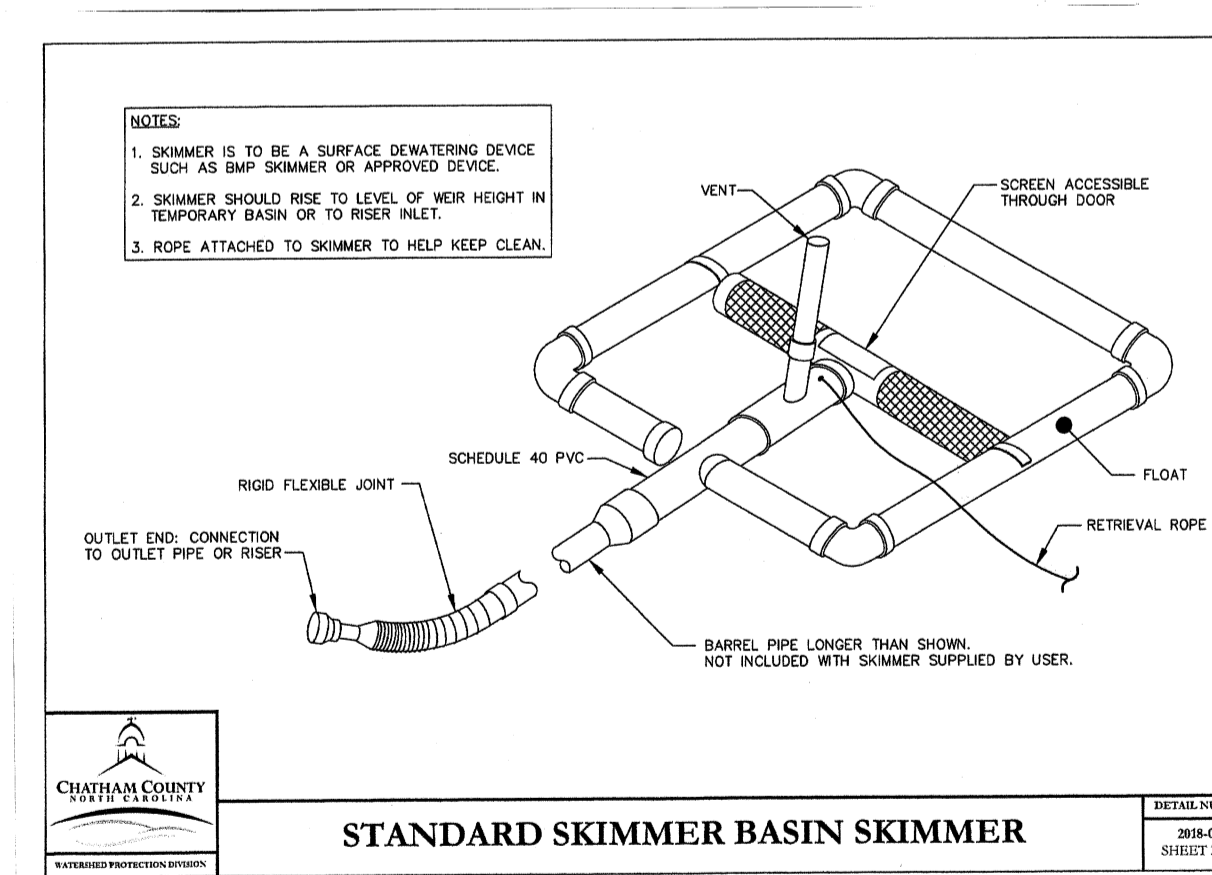 NOTES:
1. SKIMMER IS TO BE A SURFACE DEWATERING DEVICE
SUCH AS BMP SKIMMER OR APPROVED DEVICE.
2. SKIMMER SHOULD RISE TO LEVEL OF WEIR HEIGHT IN
TEMPORARY BASIN OR TO RISER INLET.
3. ROPE ATTACHED TO SKIMMER TO HELP KEEP CLEAN.
VENT
SCREEN ACCESSIBLE
THROUGH DOOR
SCHEDULE 40 PVC
FLOAT
RIGID FLEXIBLE JOINT
RETRIEVAL ROPE
OUTLET END: CONNECTION
TO OUTLET PIPE OR RISER
BARREL PIPE LONGER THAN SHOWN.
NOT INCLUDED WITH SKIMMER SUPPLIED BY USER.
CHATHAM COUNTY
NORTH CAROLINA
WATERSHED PROTECTION DIVISION
STANDARD SKIMMER BASIN SKIMMER
DETAIL
2018-0
SHEET